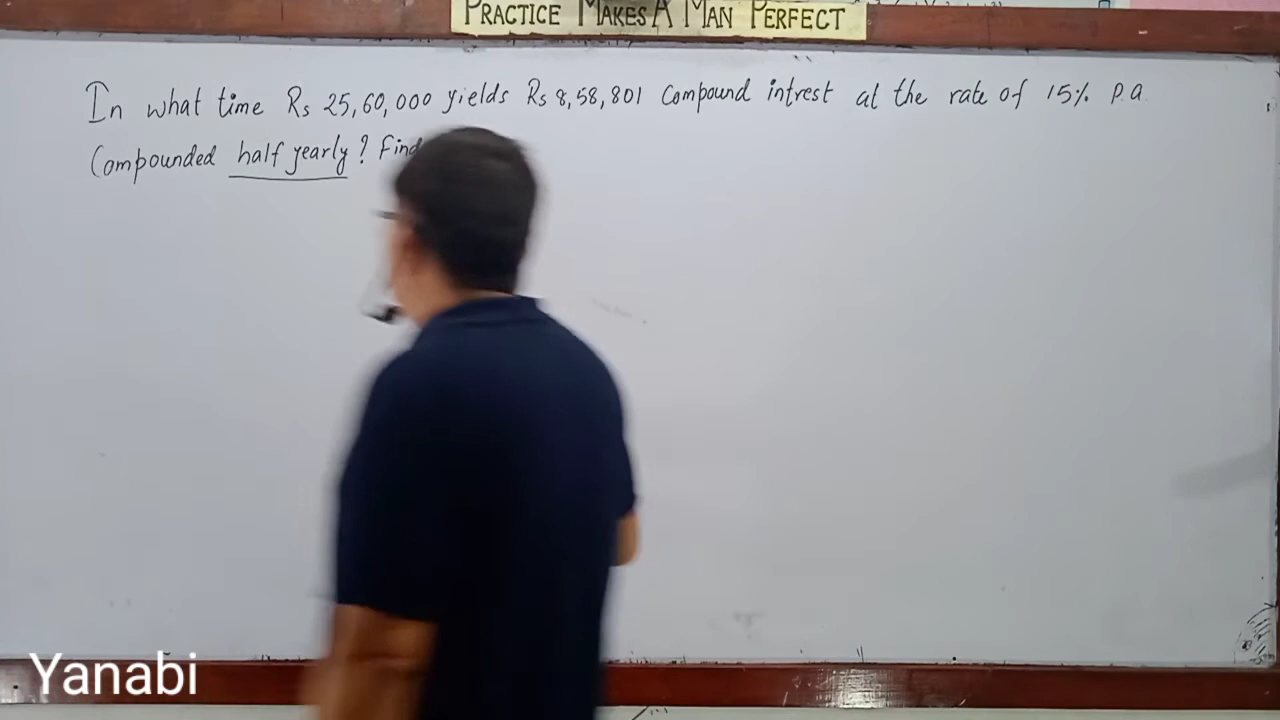 PRACTICE MAKES A MAN PERFECT
In what time Rs 25,60,000 yields Rs 8,58,801 Compound intrest at the rate of 15% p.a
Compounded half yearly? Find
Yanabi